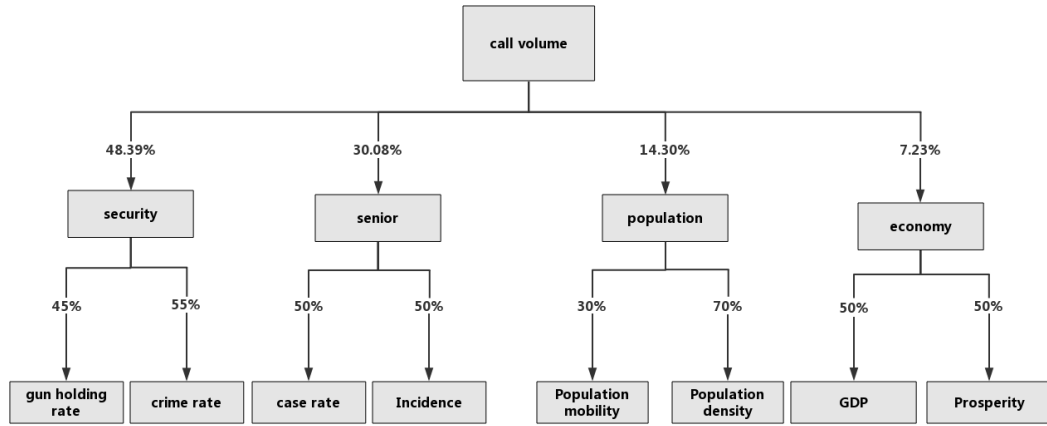 call volume
48.39%
30.08%
14.30%
7.23%
security
senior
population
economy
45%
55%
50%
50%
30%
70%
50%
50%
gun holding
rate
crime rate
case rate
Incidence
Population
mobility
Population
density
GDP
Prosperity